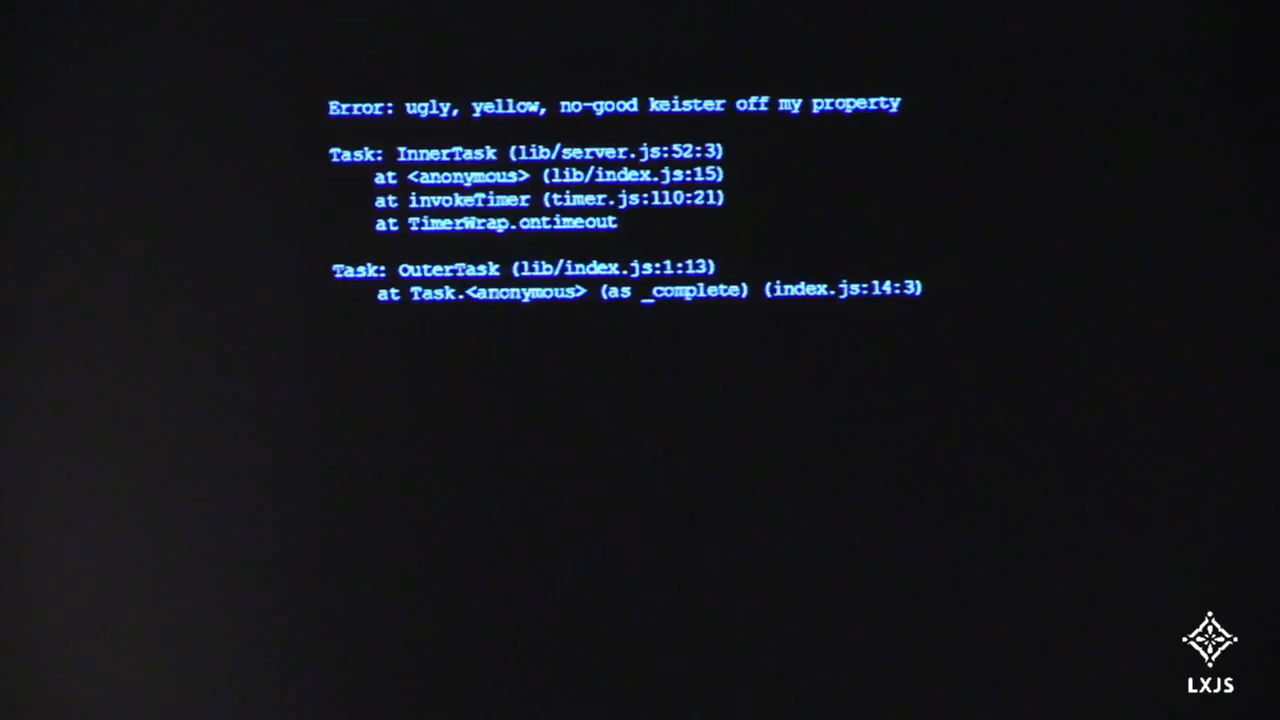 Error: ugly, yellow, no-good keister off my property
Task: InnerTask (lib/server.js:52:3)
at <anonymous> (lib/index.js:15)
at invokeTimer (timer.js:110:21)
at TimerWrap.ontimeout
Task: OuterTask (lib/index.js:1:13)
at Task.<anonymous> (as _complete) (index.js:14:3)
LXJS